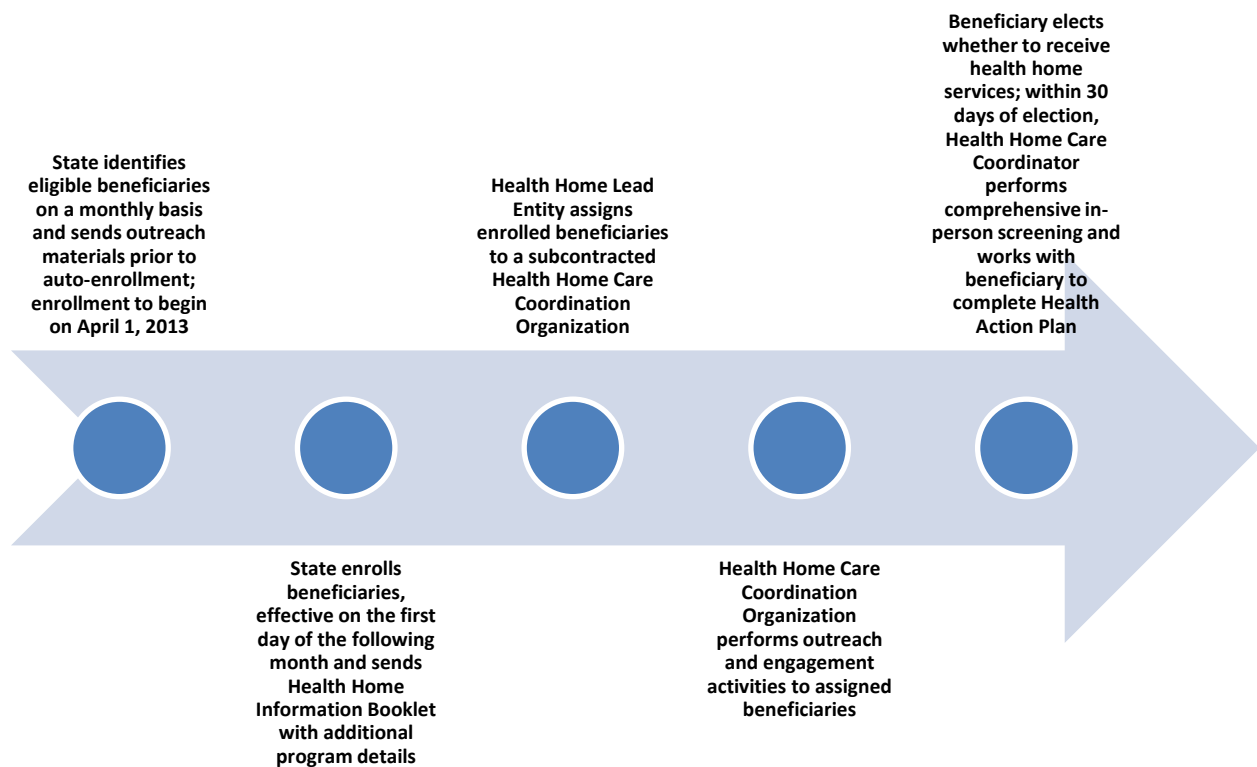 State identifies
eligible beneficiaries
on a monthly basis
and sends outreach
materials prior to
auto-enrollment;
enrollment to begin
on April 1, 2013
State enrolls
beneficiaries,
effective on the first
day of the following
month and sends
Health Home
Information Booklet
with additional
program details
Health Home Lead
Entity assigns
enrolled beneficiaries
to a subcontracted
Health Home Care
Coordination
Organization
Health Home Care
Coordination
Organization
performs outreach
and engagement
activities to assigned
beneficiaries
Beneficiary elects
whether to receive
health home
services; within 30
days of election,
Health Home Care
Coordinator
performs
comprehensive in-
person screening and
works with
beneficiary to
complete Health
Action Plan